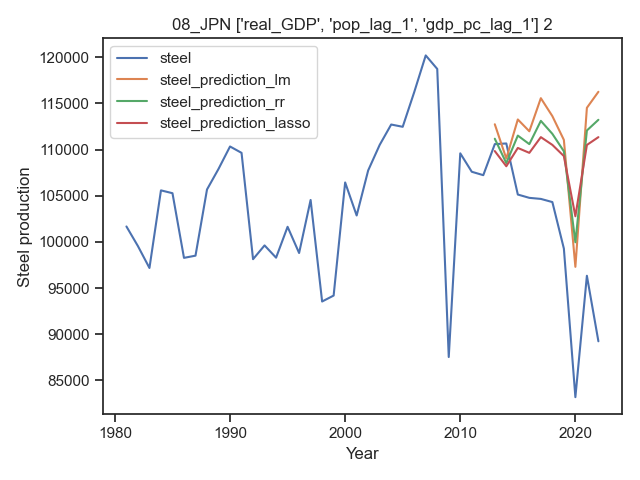 08_JPN ['real_GDP', 'pop_lag_1', 'gdp_pc_lag_1'] 2
steel
steel_prediction_lm
steel_prediction_rr
steel_prediction_lasso
Steel production
120000
115000
110000
105000
100000
95000
90000
85000
1980
1990
2000
2010
2020
Year